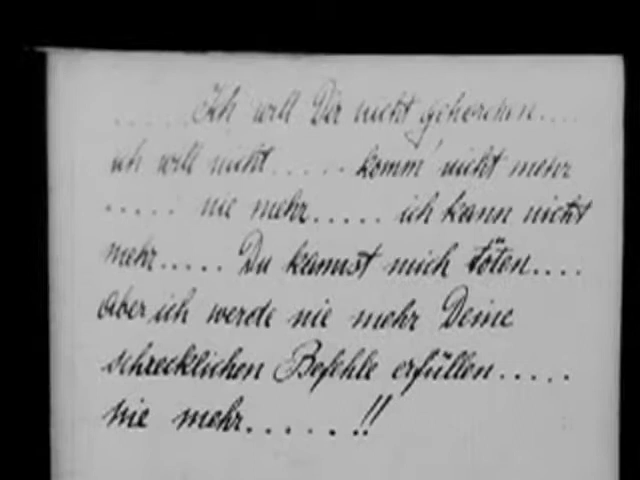 ......Ich will Dir nicht gehorchen....
ich will nicht..... komm' nicht mehr
..... nie mehr..... ich kann nicht
mehr..... Du kannst mich töten....
Aber ich werde nie mehr Deine
schrecklichen Befehle erfüllen.....
nie mehr.....!!